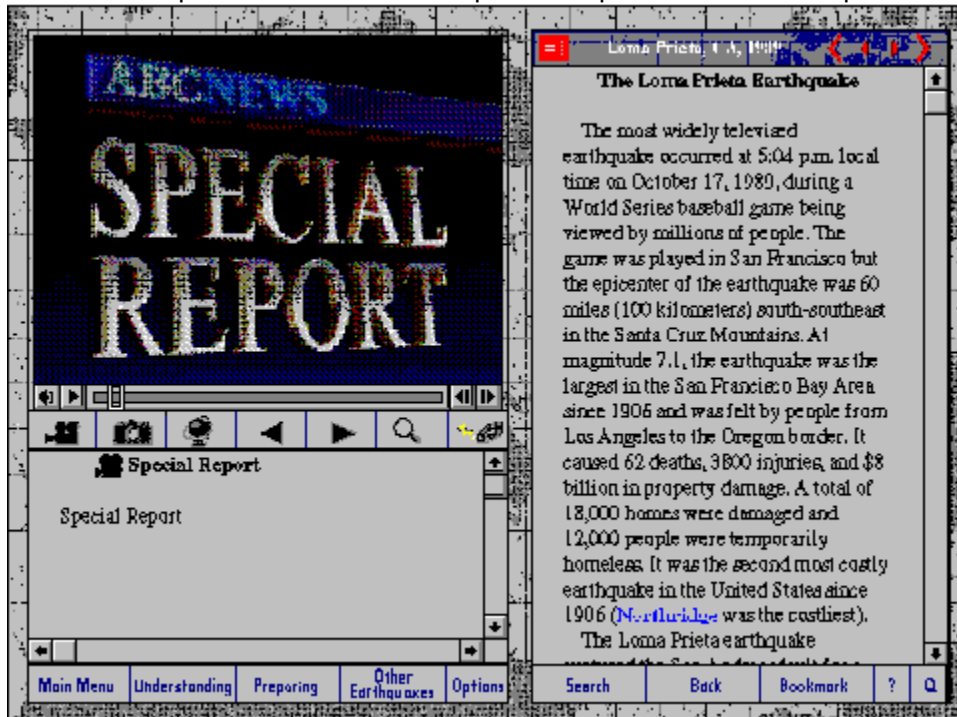 ABCNEWS
SPECIAL
REPORT
Special Report
Special Report
Main Menu
Understanding
Preparing
Other
Earthquakes
Options
Loma Prieta, CA, 1989
The Loma Prieta Earthquake
The most widely televised
earthquake occurred at 5:04 p.m. local
time on October 17, 1989, during a
World Series baseball game being
viewed by millions of people. The
game was played in San Francisco but
the epicenter of the earthquake was 60
miles (100 kilometers) south-southeast
in the Santa Cruz Mountains. At
magnitude 7.1, the earthquake was the
largest in the San Francisco Bay Area
since 1906 and was felt by people from
Los Angeles to the Oregon border. It
caused 62 deaths, 3800 injuries, and $8
billion in property damage. A total of
18,000 homes were damaged and
12,000 people were temporarily
homeless. It was the second most costly
earthquake in the United States since
1906 (Northridge was the costliest).
The Loma Prieta earthquake
Search
Back
Bookmark
?
Q